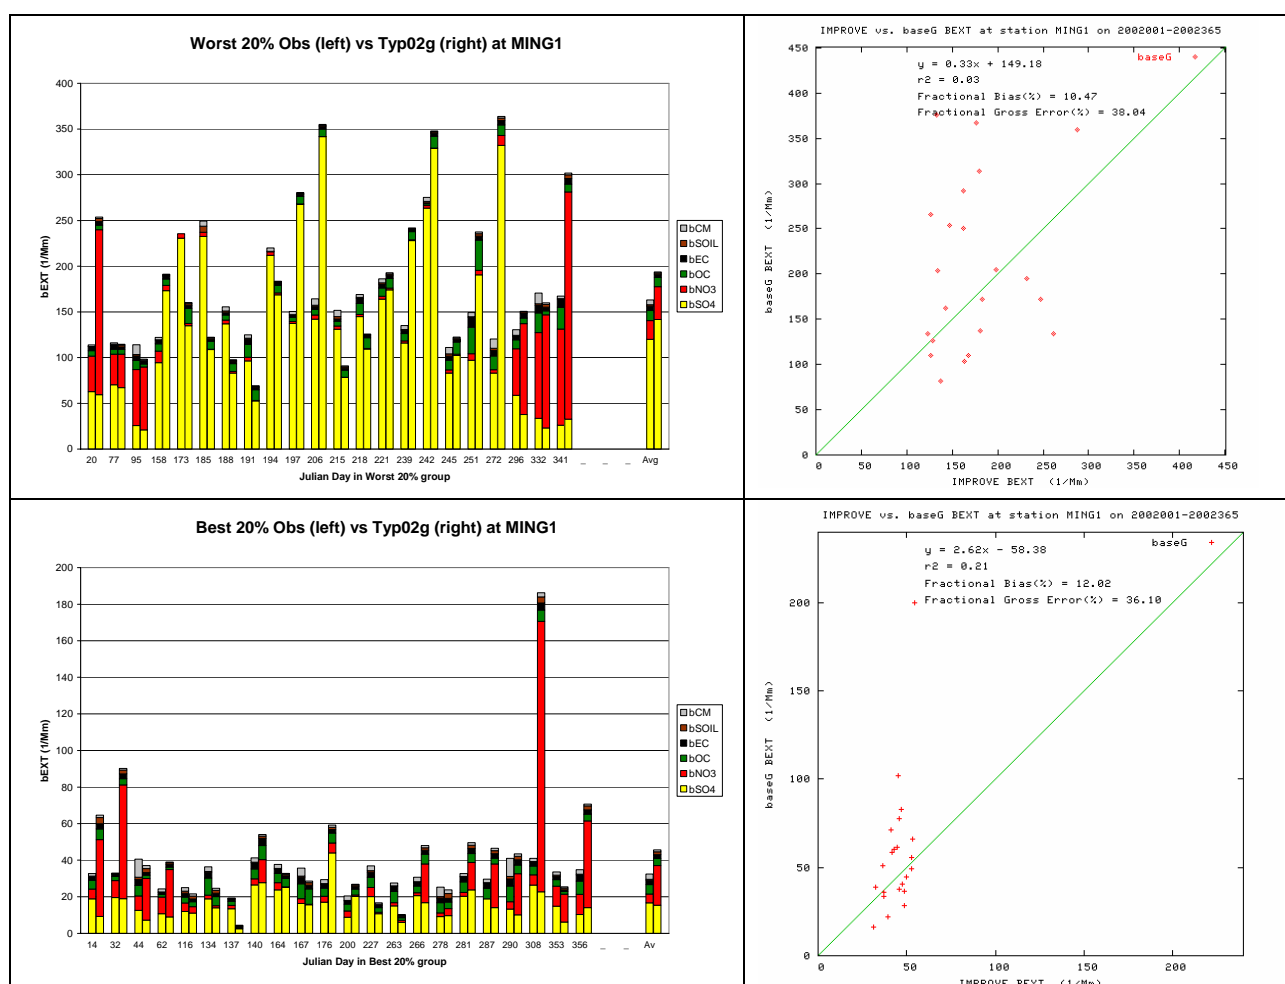 Worst 20% Obs (left) vs Typ02g (right) at MING1
400
350
300
250
200
150
100
50
0
bEXT (1/Mm)
20 77 95 158 173 185 188 191 194 197 206 215 218 221 239 242 245 251 272 296 332 341 _ _ _ Avg
Julian Day in Worst 20% group
bCM
bSOIL
bEC
bOC
bNO3
bSO4
IMPROVE vs. baseG BEXT at station MING1 on 2002001-2002365
baseG
y = 0.33x + 149.18
r2 = 0.03
Fractional Bias(%) = 10.47
Fractional Gross Error(%) = 38.04
450
400
350
300
250
200
150
100
50
0
baseG BEXT (1/Mm)
0 100 150 200 250 300 350 400 450
IMPROVE BEXT (1/Mm)
Best 20% Obs (left) vs Typ02g (right) at MING1
200
180
160
140
120
100
80
60
40
20
0
bEXT (1/Mm)
14 32 44 62 116 134 137 140 164 167 176 200 227 263 266 278 281 287 290 308 353 356 _ _ Av
Julian Day in Best 20% group
bCM
bSOIL
bEC
bOC
bNO3
bSO4
IMPROVE vs. baseG BEXT at station MING1 on 2002001-2002365
baseG
y = 2.62x - 58.38
r2 = 0.21
Fractional Bias(%) = 12.02
Fractional Gross Error(%) = 36.10
200
150
100
50
0
baseG BEXT (1/Mm)
0 50 100 150 200
IMPROVE BEXT (1/Mm)